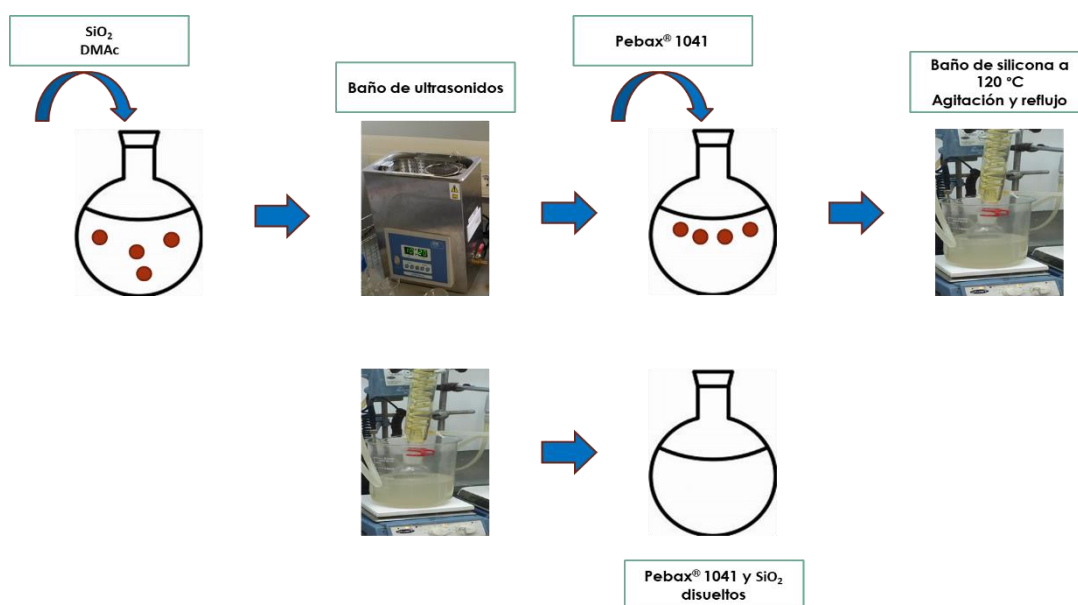 SiO₂
DMAc
Baño de ultrasonidos
Pebax® 1041
Baño de silicona a
120 °C
Agitación y reflujo
Pebax® 1041 y SiO₂
disueltos